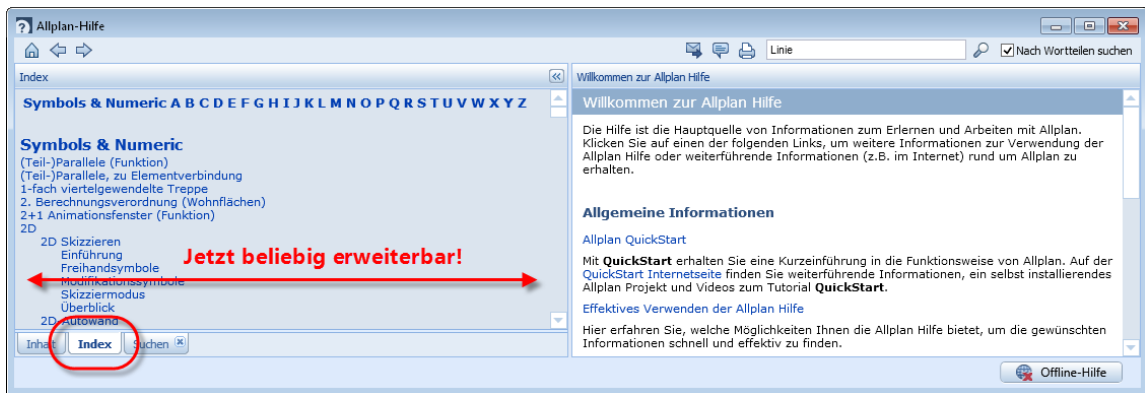 Allplan-Hilfe
Linie
Nach Wortteilen suchen
Index
Symbols & Numeric A B C D E F G H I J K L M N O P Q R S T U V W X Y Z
Symbols & Numeric
(Teil-)Parallele (Funktion)
(Teil-)Parallele, zu Elementverbindung
1-fach viertelgewendelte Treppe
2. Berechnungsverordnung (Wohnflächen)
2+1 Animationsfenster (Funktion)
2D
2D Skizzieren
Einführung
Freihandsymbole
Modifikationssymbole
Skizziermodus
Überblick
2D-Autowand
Jetzt beliebig erweiterbar!
Inhalt Index Suchen
Willkommen zur Allplan Hilfe
Willkommen zur Allplan Hilfe
Die Hilfe ist die Hauptquelle von Informationen zum Erlernen und Arbeiten mit Allplan.
Klicken Sie auf einen der folgenden Links, um weitere Informationen zur Verwendung der
Allplan Hilfe oder weiterführende Informationen (z.B. im Internet) rund um Allplan zu
erhalten.
Allgemeine Informationen
Allplan QuickStart
Mit QuickStart erhalten Sie eine Kurzeinführung in die Funktionsweise von Allplan. Auf der
QuickStart Internetseite finden Sie weiterführende Informationen, ein selbst installierendes
Allplan Projekt und Videos zum Tutorial QuickStart.
Effektives Verwenden der Allplan Hilfe
Hier erfahren Sie, welche Möglichkeiten Ihnen die Allplan Hilfe bietet, um die gewünschten
Informationen schnell und effektiv zu finden.
Offline-Hilfe